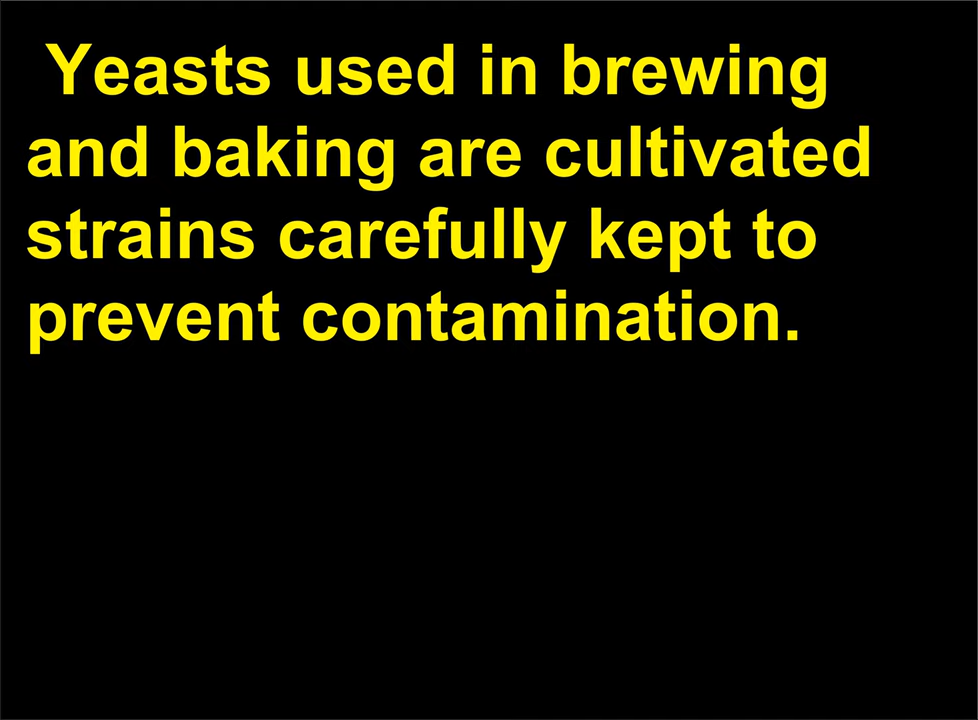 Yeasts used in brewing
and baking are cultivated
strains carefully kept to
prevent contamination.